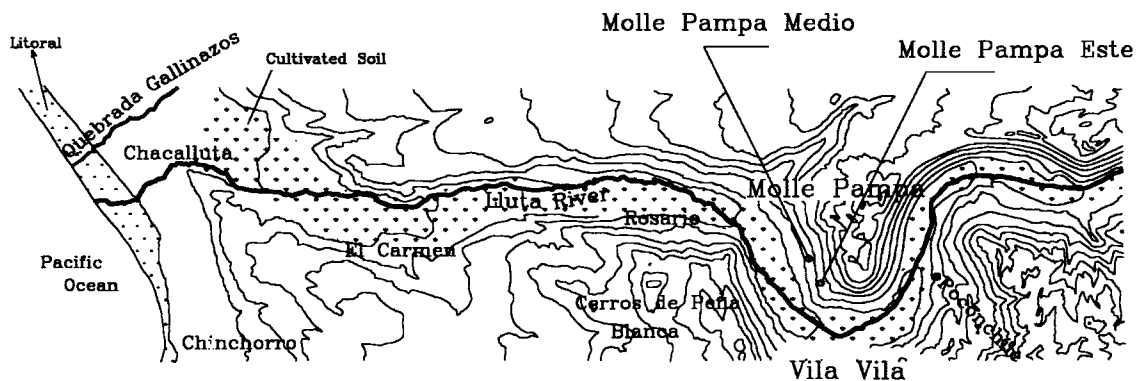 Molle Pampa Medio
Molle Pampa Este
Litoral
Quebrada Gallinazos
Cultivated Soil
Chacalluta
Molle Pampa
Lluta River
Rosario
El Carmen
Pacific
Ocean
Poconchile
Cerros de Peña
Blanca
Chinchorro
Vila Vila